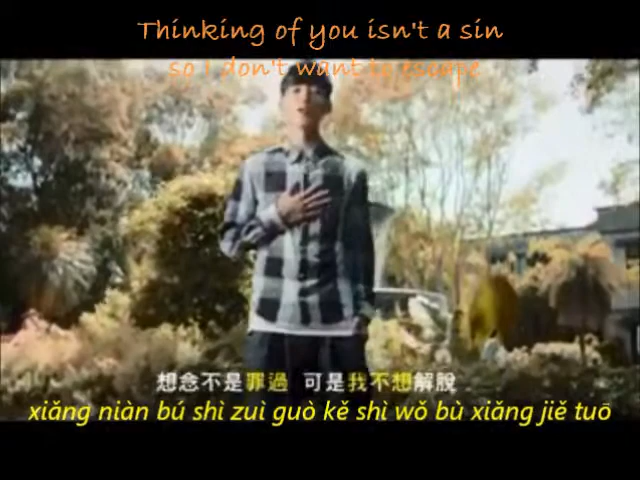 Thinking of you isn't a sin
so I don't want to escape
想念不是罪過 可是我不想解脫
xiǎng niàn bú shì zuì guò kě shì wǒ bù xiǎng jiě tuō